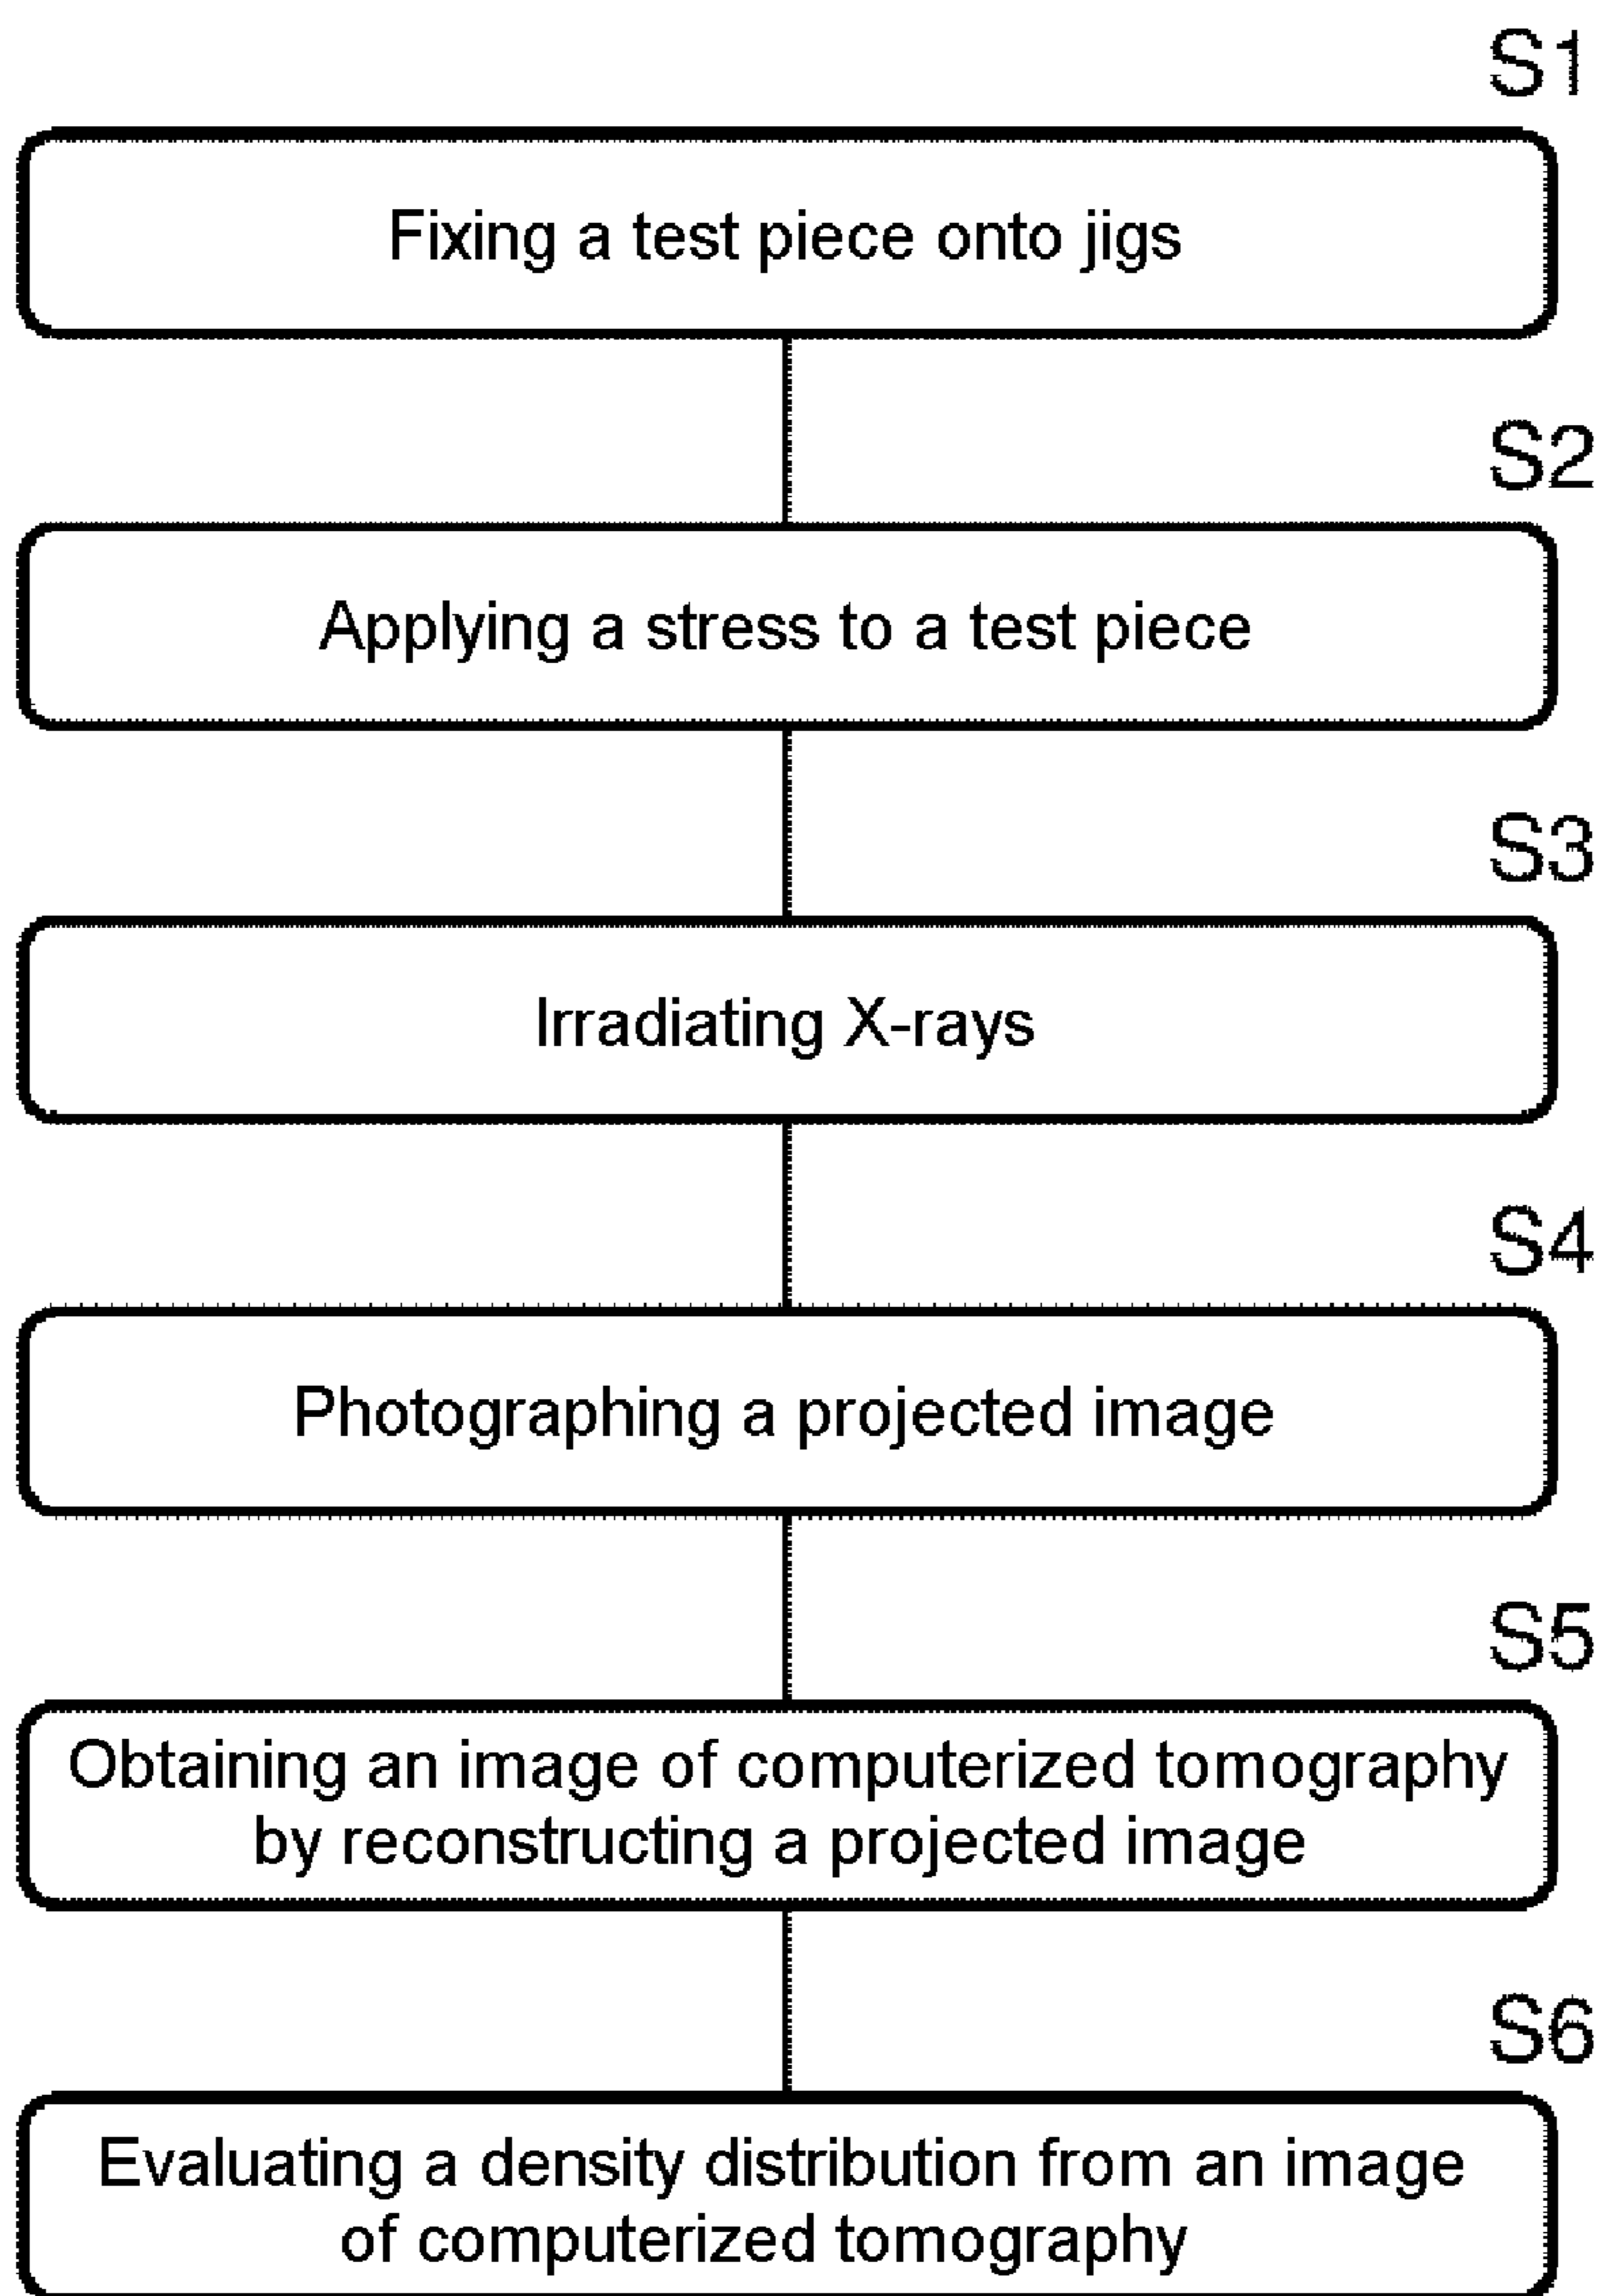 S1
Fixing a test piece onto jigs
S2
Applying a stress to a test piece
S3
Irradiating X-rays
S4
Photographing a projected image
S5
Obtaining an image of computerized tomography
by reconstructing a projected image
S6
Evaluating a density distribution from an image
of computerized tomography